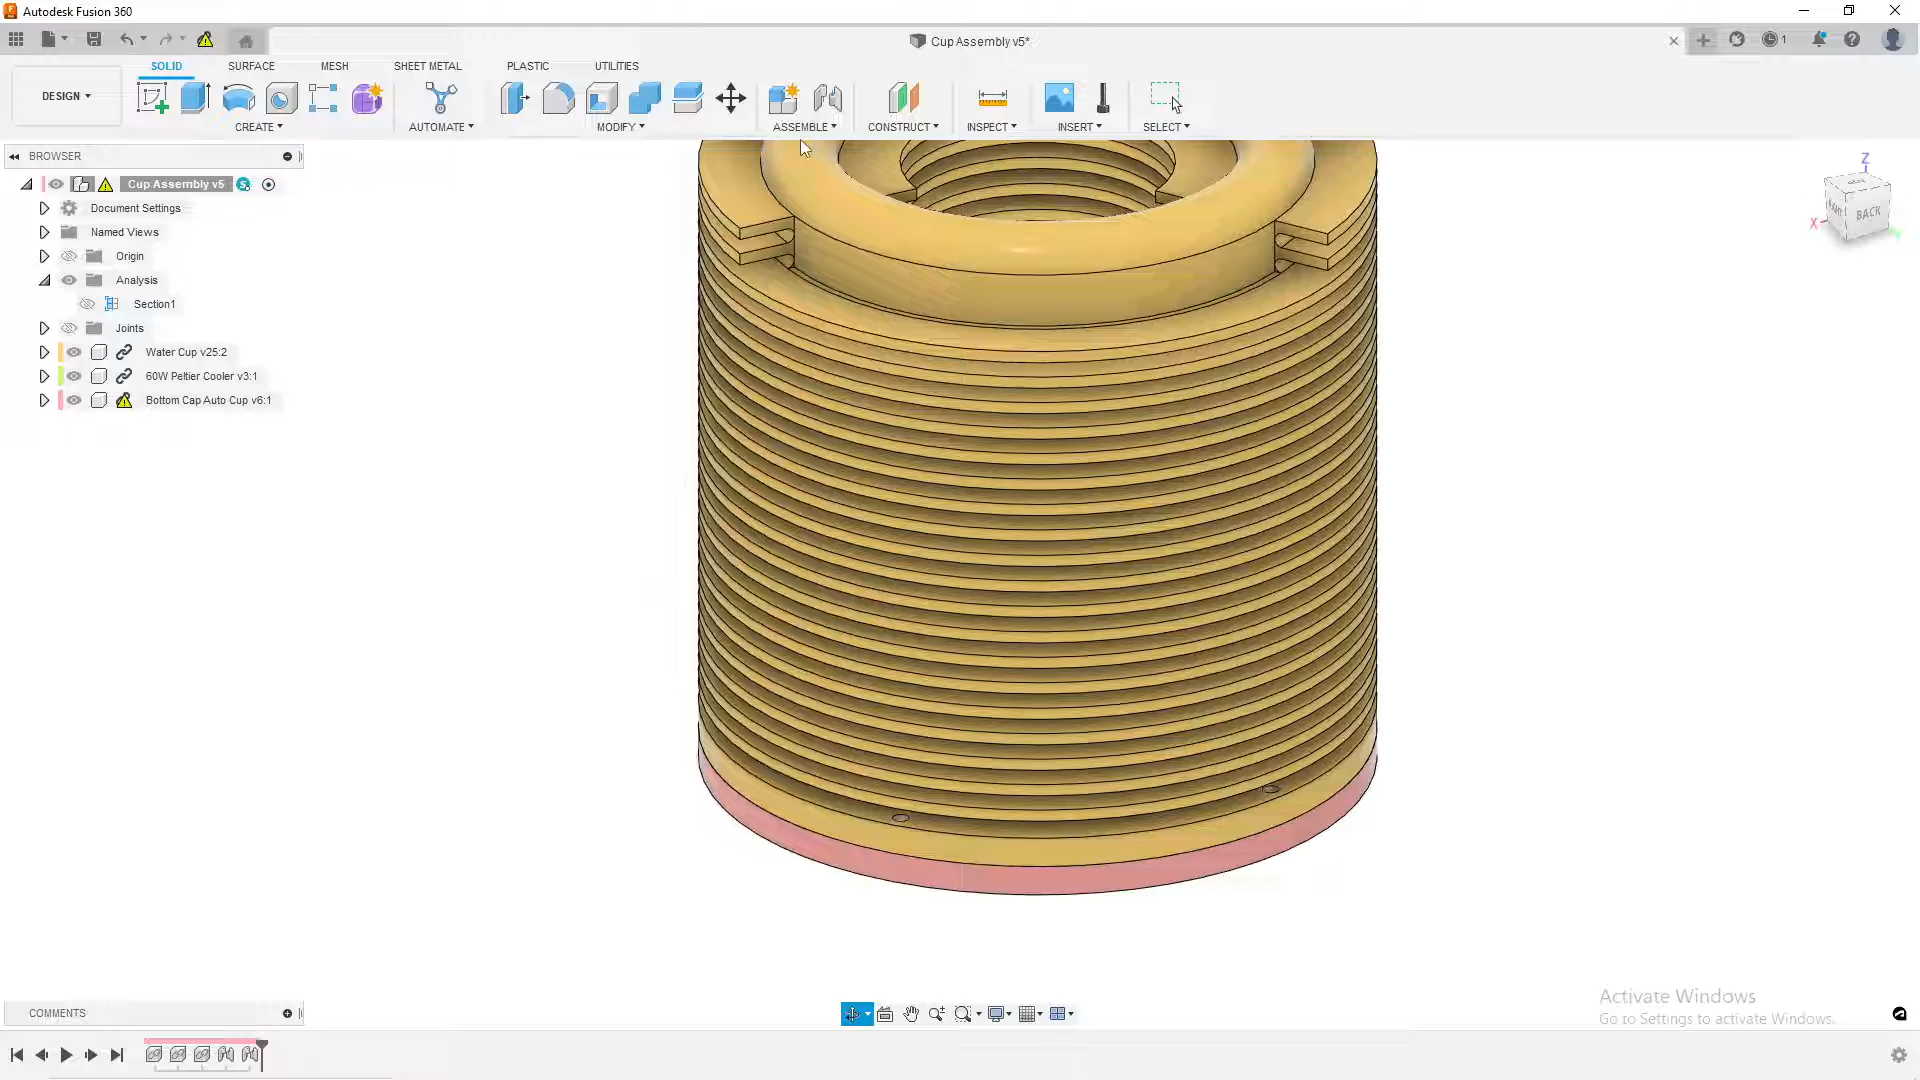 Autodesk Fusion 360
Cup Assembly v5*
1
DESIGN
SOLID
SURFACE
MESH
SHEET METAL
PLASTIC
UTILITIES
CREATE
AUTOMATE
MODIFY
ASSEMBLE
CONSTRUCT
INSPECT
INSERT
SELECT
BROWSER
Cup Assembly v5
Document Settings
Named Views
Origin
Analysis
Section1
Joints
Water Cup v25:2
60W Peltier Cooler v3:1
Bottom Cap Auto Cup v6:1
Z
X
BACK
Activate Windows
Go to Settings to activate Windows.
COMMENTS